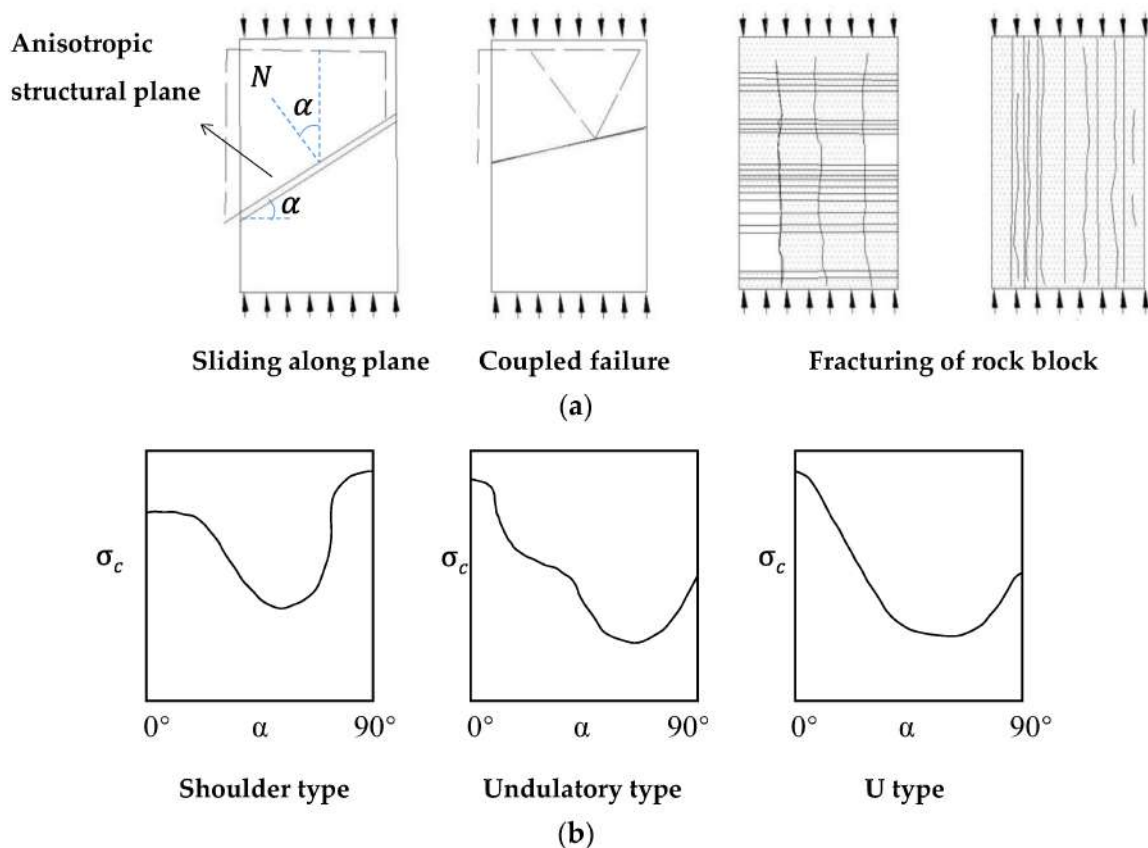 Anisotropic
structural plane
N
α
α
Sliding along plane
Coupled failure
Fracturing of rock block
(a)
σc
0°
α
90°
Shoulder type
σc
0°
α
90°
Undulatory type
σc
0°
α
90°
U type
(b)